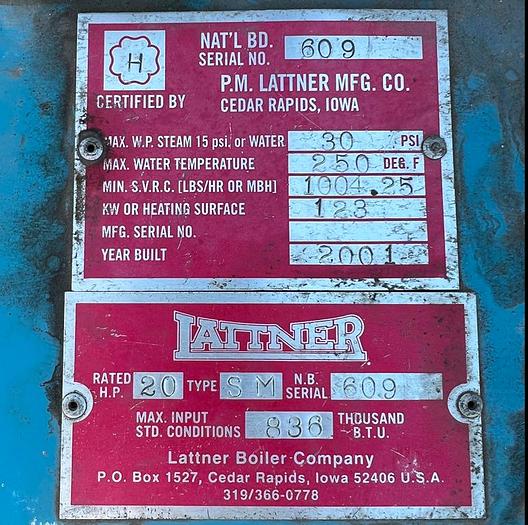 H
NAT'L BD.
SERIAL NO. 609
P.M. LATTNER MFG. CO.
CERTIFIED BY CEDAR RAPIDS, IOWA
MAX. W.P. STEAM 15 psi. or WATER 30 PSI
MAX. WATER TEMPERATURE 250 DEG. F
MIN. S.V.R.C. [LBS/HR OR MBH] 1004.25
KW OR HEATING SURFACE 123
MFG. SERIAL NO.
YEAR BUILT 2001
LATTNER
RATED H.P. 20 TYPE SM N.B. SERIAL 609
MAX. INPUT STD. CONDITIONS 836 THOUSAND B.T.U.
Lattner Boiler Company
P.O. Box 1527, Cedar Rapids, Iowa 52406 U.S.A.
319/366-0778